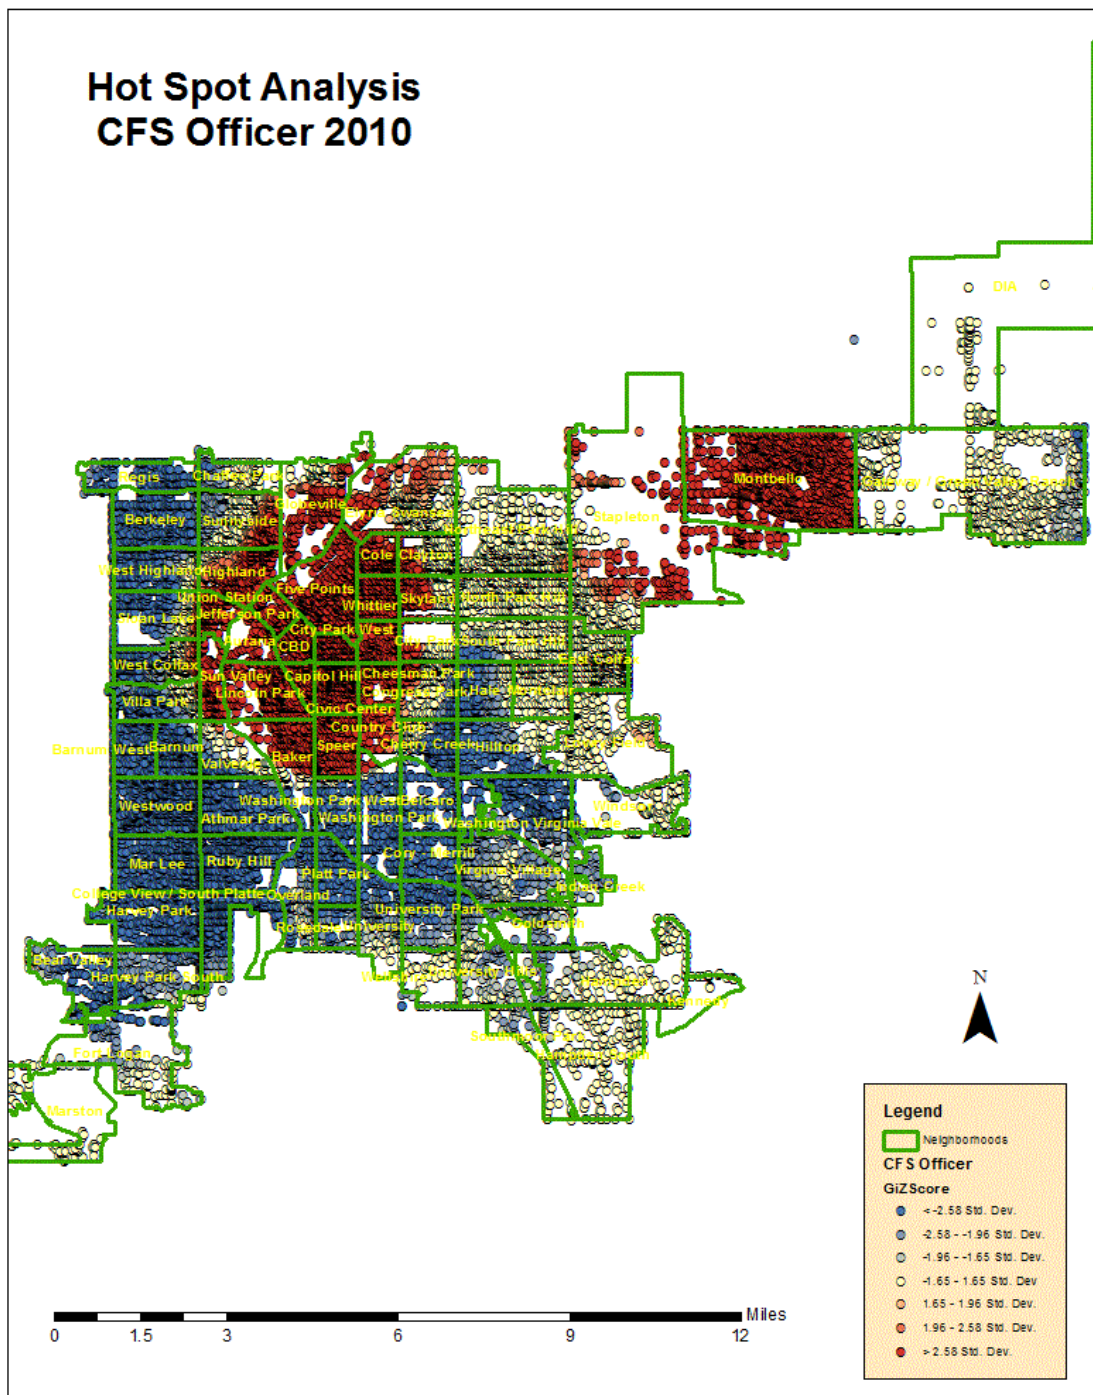 Hot Spot Analysis
CFS Officer 2010
DIA
Regis
Berkeley
Sunnyside
Globeville
Montbello
Stapleton
West Highland
Highland
Cole
Clayton
Union Station
Five Points
Whittier
Skyland
Sloan Lake
Jefferson Park
City Park West
Auraria
CBD
City Park
West Colfax
East Colfax
Sun Valley
Capitol Hill
Cheesman Park
Lincoln Park
Congress Park
Hale
Montclair
Villa Park
Civic Center
Country Club
Barnum West
Barnum
Speer
Cherry Creek
Hilltop
Lowry Field
Valverde
Baker
Westwood
Washington Park West
Belcaro
Windsor
Athmar Park
Washington Park
Washington Virginia Vale
Mar Lee
Ruby Hill
Cory - Merrill
Platt Park
Virginia Village
Indian Creek
College View / South Platte
Overland
Harvey Park
University Park
Rosedale
University
Goldsmith
Bear Valley
Harvey Park South
University Hills
Hampden
Kennedy
Fort Logan
Southmoor Park
Hampden South
Marston
N
Legend
Neighborhoods
CFS Officer
GiZScore
< -2.58 Std. Dev.
-2.58 - -1.96 Std. Dev.
-1.96 - -1.65 Std. Dev.
-1.65 - 1.65 Std. Dev
1.65 - 1.96 Std. Dev.
1.96 - 2.58 Std. Dev.
> 2.58 Std. Dev.
Miles
0 1.5 3 6 9 12